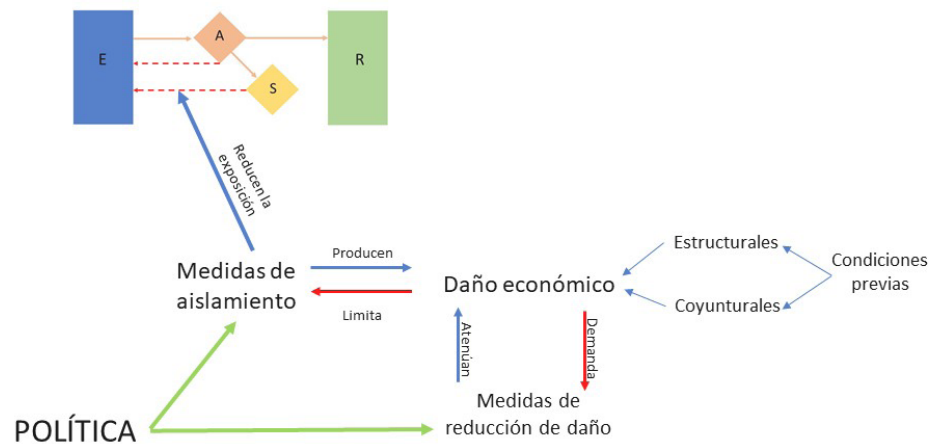 E
A
R
S
Reducen la
exposición
Medidas de
aislamiento
Producen
Limita
Daño económico
Estructurales
Coyunturales
Condiciones
previas
Atenúan
Demanda
Medidas de
reducción de daño
POLÍTICA